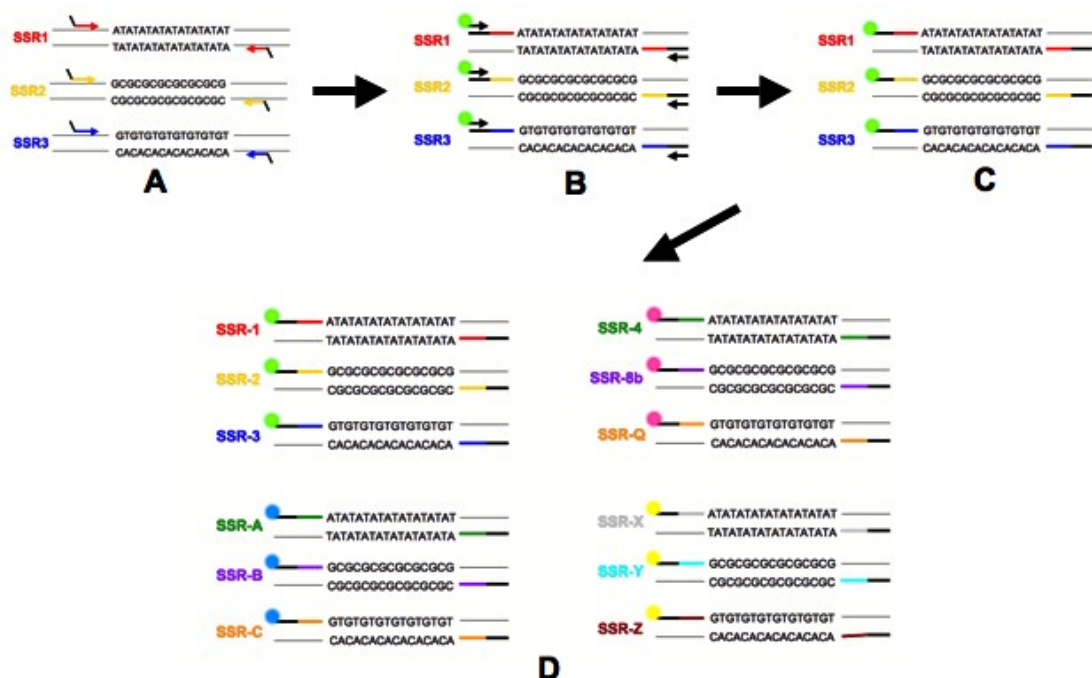 SSR1
ATATATATATATATATAT
TATATATATATATATATA
SSR2
GCGCGCGCGCGCGCG
CGCGCGCGCGCGCGC
SSR3
GTGTGTGTGTGTGTGT
CACACACACACACACA
A
SSR1
ATATATATATATATATAT
TATATATATATATATATA
SSR2
GCGCGCGCGCGCGCG
CGCGCGCGCGCGCGC
SSR3
GTGTGTGTGTGTGTGT
CACACACACACACACA
B
SSR1
ATATATATATATATATAT
TATATATATATATATATA
SSR2
GCGCGCGCGCGCGCG
CGCGCGCGCGCGCGC
SSR3
GTGTGTGTGTGTGTGT
CACACACACACACACA
C
SSR-1
ATATATATATATATATAT
TATATATATATATATATA
SSR-2
GCGCGCGCGCGCGCG
CGCGCGCGCGCGCGC
SSR-3
GTGTGTGTGTGTGTGT
CACACACACACACACA
SSR-4
ATATATATATATATATAT
TATATATATATATATATA
SSR-8b
GCGCGCGCGCGCGCG
CGCGCGCGCGCGCGC
SSR-Q
GTGTGTGTGTGTGTGT
CACACACACACACACA
SSR-A
ATATATATATATATATAT
TATATATATATATATATA
SSR-B
GCGCGCGCGCGCGCG
CGCGCGCGCGCGCGC
SSR-C
GTGTGTGTGTGTGTGT
CACACACACACACACA
SSR-X
ATATATATATATATATAT
TATATATATATATATATA
SSR-Y
GCGCGCGCGCGCGCG
CGCGCGCGCGCGCGC
SSR-Z
GTGTGTGTGTGTGTGT
CACACACACACACACA
D